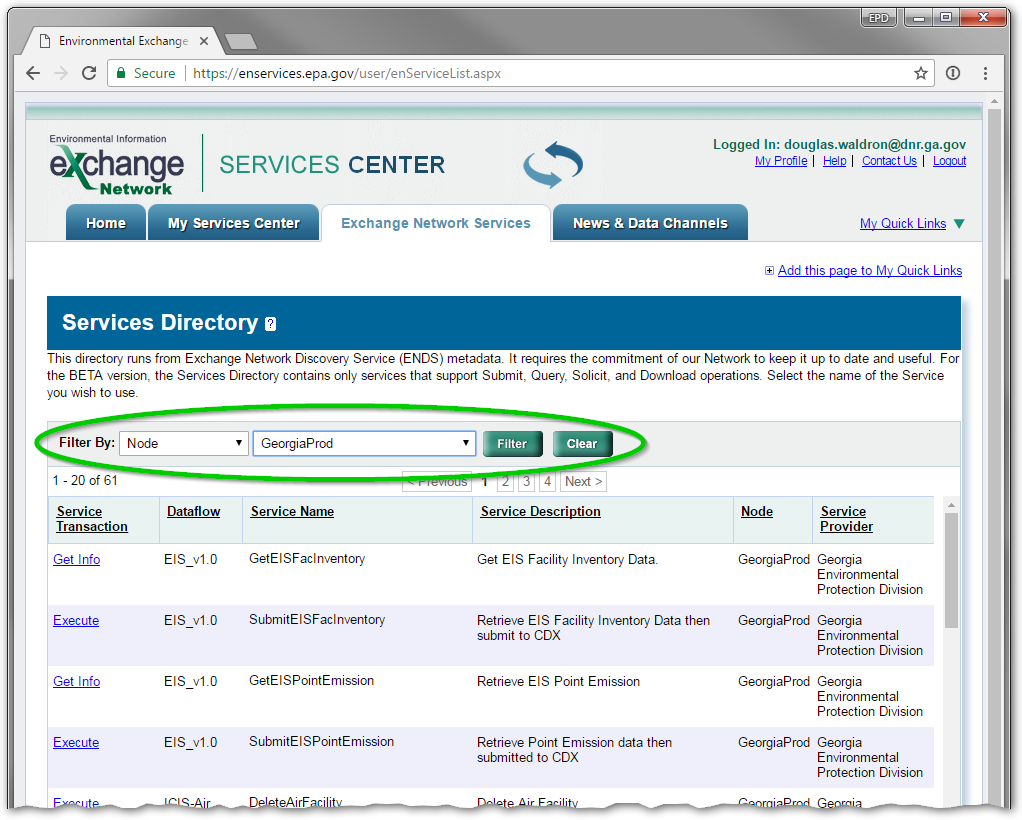 EPD
Environmental Exchange
Secure https://enservices.epa.gov/user/enServiceList.aspx
Environmental Information
exchange
Network
SERVICES CENTER
Logged In: douglas.waldron@dnr.ga.gov
My Profile | Help | Contact Us | Logout
Home
My Services Center
Exchange Network Services
News & Data Channels
My Quick Links
Add this page to My Quick Links
Services Directory ?
This directory runs from Exchange Network Discovery Service (ENDS) metadata. It requires the commitment of our Network to keep it up to date and useful. For
the BETA version, the Services Directory contains only services that support Submit, Query, Solicit, and Download operations. Select the name of the Service
you wish to use.
Filter By: Node GeorgiaProd Filter Clear
1 - 20 of 61
< Previous 1 2 3 4 Next >
Service Transaction Dataflow Service Name Service Description Node Service Provider
Get Info EIS_v1.0 GetEISFacInventory Get EIS Facility Inventory Data. GeorgiaProd Georgia
Environmental
Protection Division
Execute EIS_v1.0 SubmitEISFacInventory Retrieve EIS Facility Inventory Data then
submit to CDX GeorgiaProd Georgia
Environmental
Protection Division
Get Info EIS_v1.0 GetEISPointEmission Retrieve EIS Point Emission GeorgiaProd Georgia
Environmental
Protection Division
Execute EIS_v1.0 SubmitEISPointEmission Retrieve Point Emission data then
submitted to CDX GeorgiaProd Georgia
Environmental
Protection Division
Execute ICIS-Air DeleteAirFacility Delete Air Facility GeorgiaProd Georgia